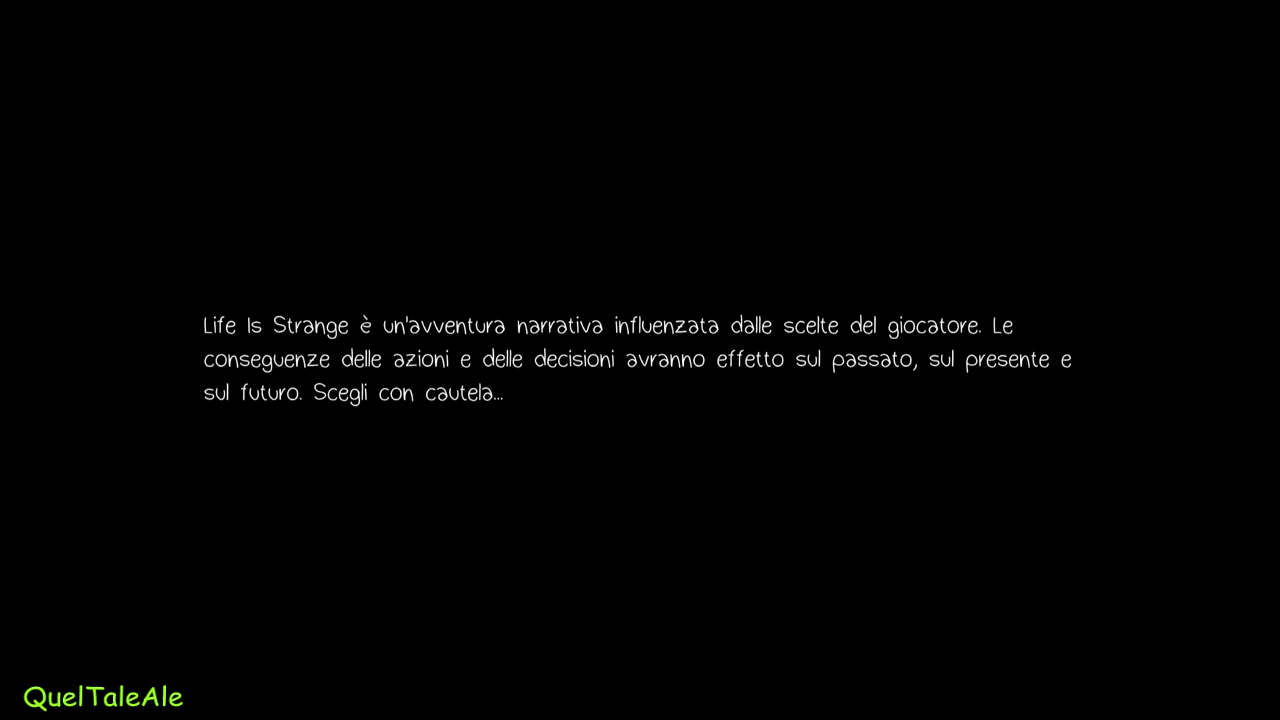 Life Is Strange è un'avventura narrativa influenzata dalle scelte del giocatore. Le
conseguenze delle azioni e delle decisioni avranno effetto sul passato, sul presente e
sul futuro. Scegli con cautela...
QuelTaleAle